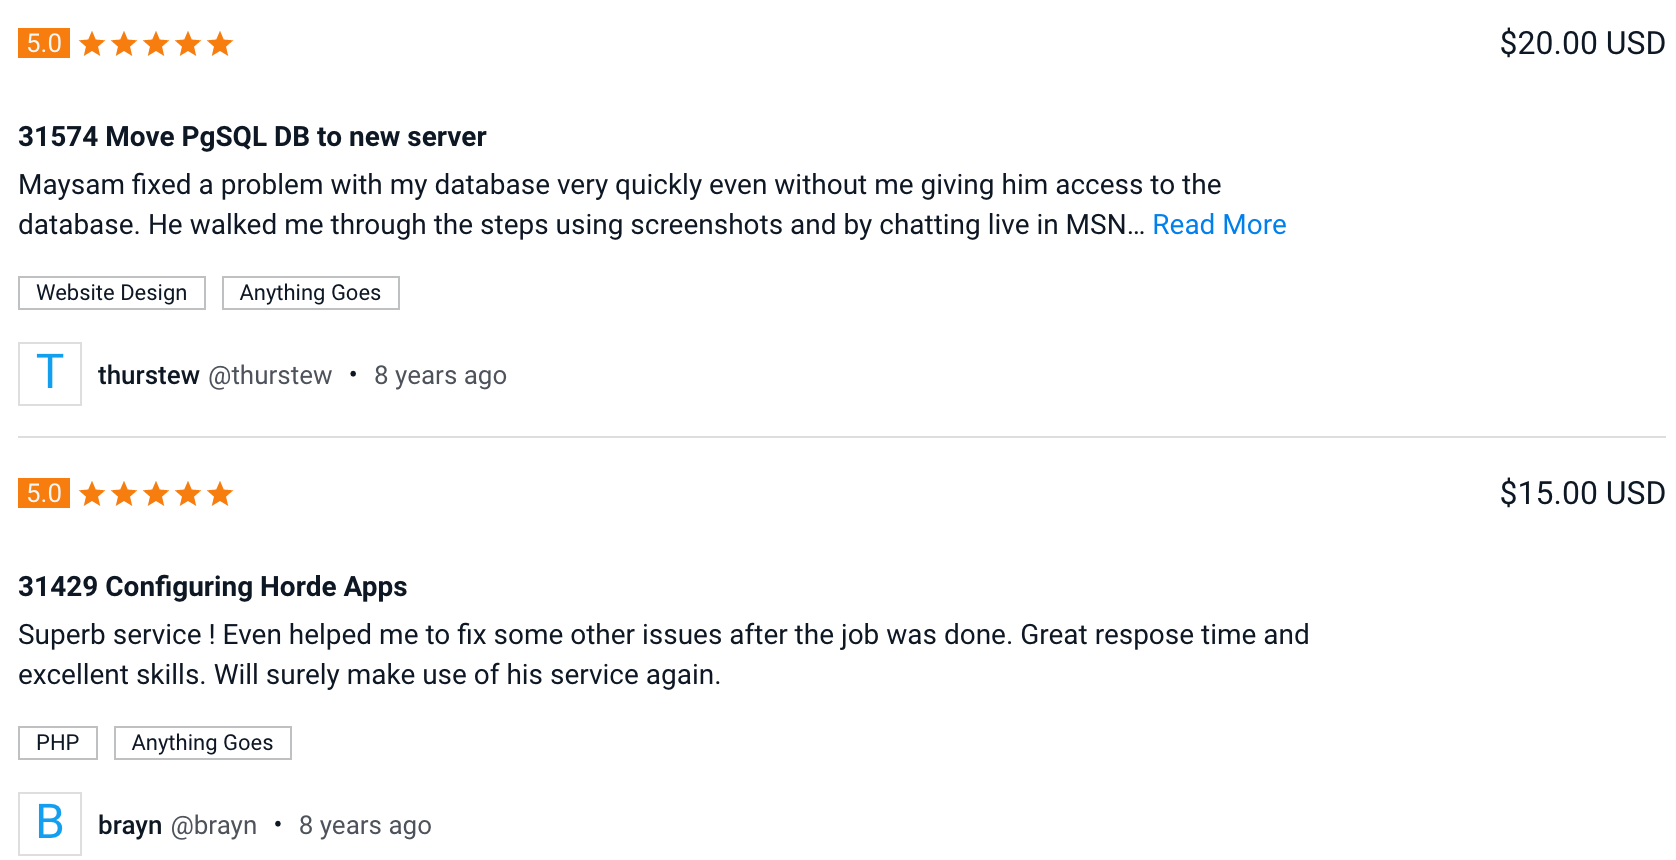 5.0
$20.00 USD
31574 Move PgSQL DB to new server
Maysam fixed a problem with my database very quickly even without me giving him access to the
database. He walked me through the steps using screenshots and by chatting live in MSN... Read More
Website Design
Anything Goes
T
thurstew @thurstew • 8 years ago
5.0
$15.00 USD
31429 Configuring Horde Apps
Superb service ! Even helped me to fix some other issues after the job was done. Great respose time and
excellent skills. Will surely make use of his service again.
PHP
Anything Goes
B
brayn @brayn • 8 years ago